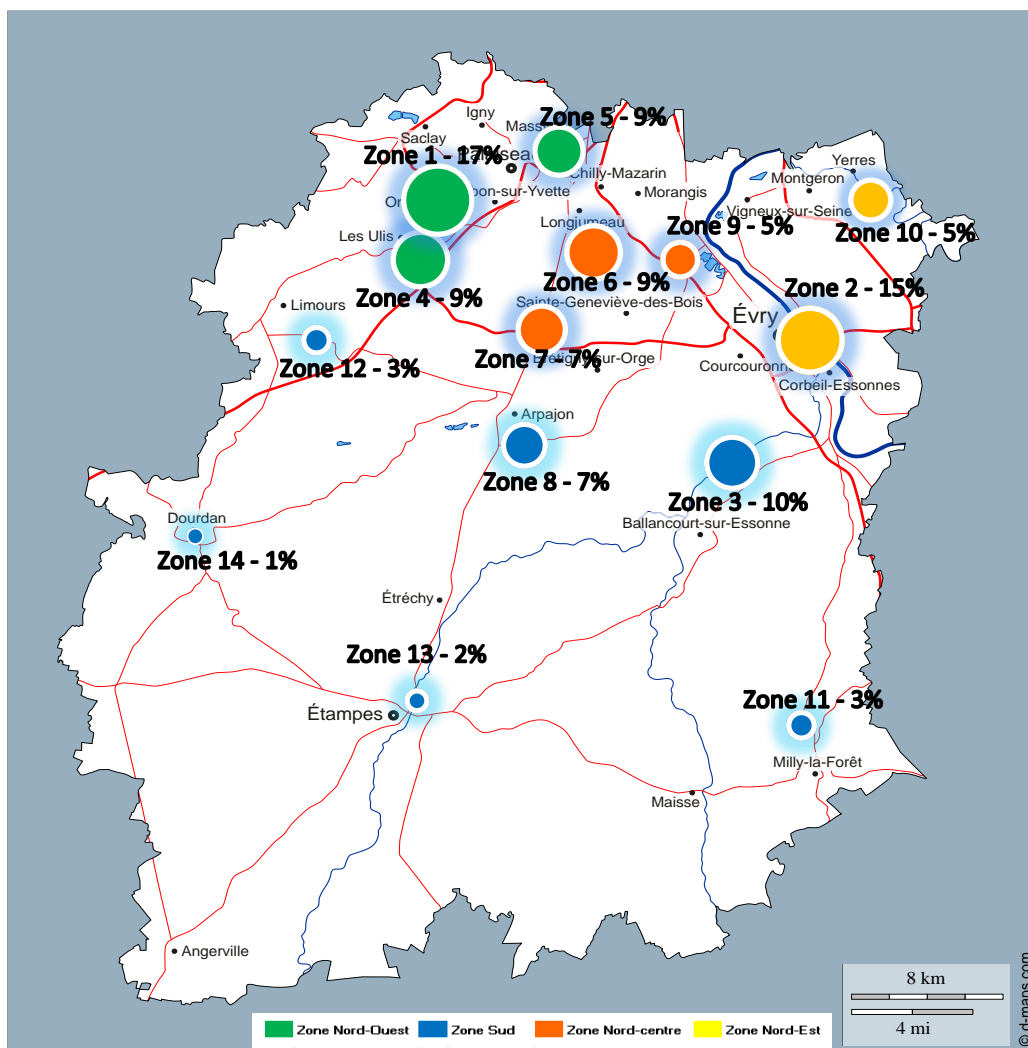 Igny
Saclay
Zone 5 - 9%
Zone 1 - 17%
Yerres
Montgeron
Chilly-Mazarin
Morangis
Vigneux-sur-Seine
Longjumeau
Zone 9 - 5%
Zone 10 - 5%
Les Ulis
Zone 6 - 9%
Zone 2 - 15%
Zone 4 - 9%
Limours
Sainte-Geneviève-des-Bois
Évry
Zone 12 - 3%
Zone 7 - 7%
Corbeil-Essonnes
Arpajon
Zone 8 - 7%
Zone 3 - 10%
Dourdan
Ballancourt-sur-Essonne
Zone 14 - 1%
Étréchy
Zone 13 - 2%
Étampes
Zone 11 - 3%
Milly-la-Forêt
Maisse
Angerville
8 km
4 mi
© d-maps.com
Zone Nord-Ouest Zone Sud Zone Nord-centre Zone Nord-Est